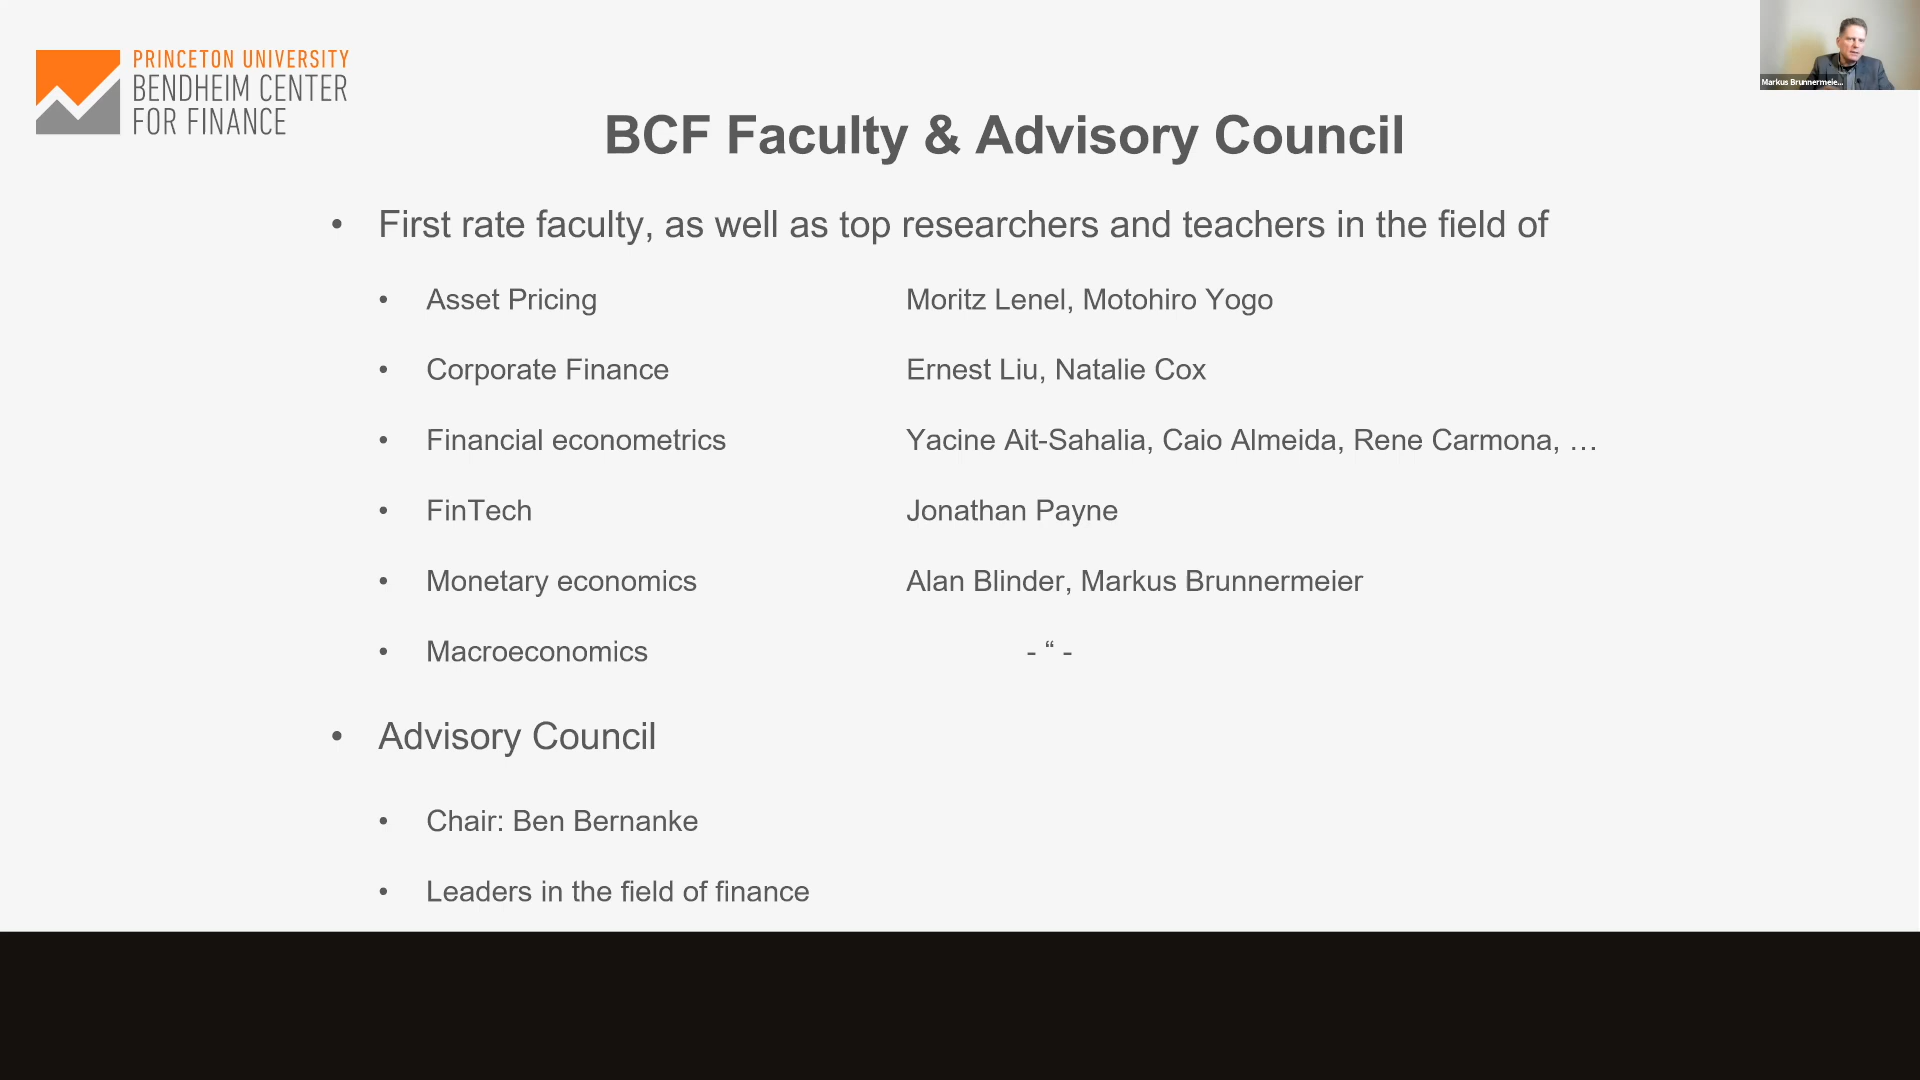 PRINCETON UNIVERSITY
BENDHEIM CENTER
FOR FINANCE
Markus Brunnermeie...
BCF Faculty & Advisory Council
• First rate faculty, as well as top researchers and teachers in the field of
• Asset Pricing Moritz Lenel, Motohiro Yogo
• Corporate Finance Ernest Liu, Natalie Cox
• Financial econometrics Yacine Ait-Sahalia, Caio Almeida, Rene Carmona, …
• FinTech Jonathan Payne
• Monetary economics Alan Blinder, Markus Brunnermeier
• Macroeconomics - “ -
• Advisory Council
• Chair: Ben Bernanke
• Leaders in the field of finance